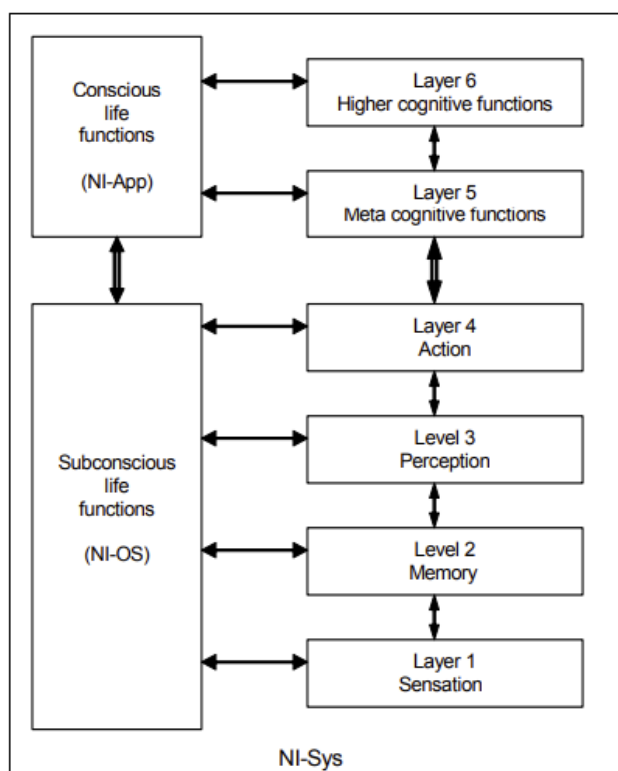 Conscious
life
functions
(NI-App)
Layer 6
Higher cognitive functions
Layer 5
Meta cognitive functions
Subconscious
life
functions
(NI-OS)
Layer 4
Action
Level 3
Perception
Level 2
Memory
Layer 1
Sensation
NI-Sys